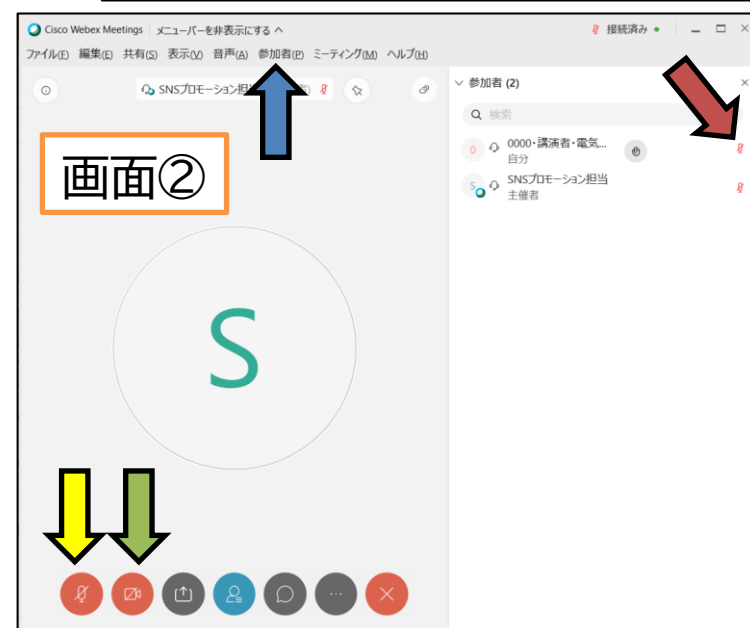 Cisco Webex Meetings メニューバーを非表示にする へ 接続済み
ファイル(F) 編集(E) 共有(S) 表示(V) 音声(A) 参加者(P) ミーティング(M) ヘルプ(H)
SNSプロモーション担
参加者 (2)
検索
0 0000・講演者・電気...
自分
S SNSプロモーション担当
主催者
画面②
S